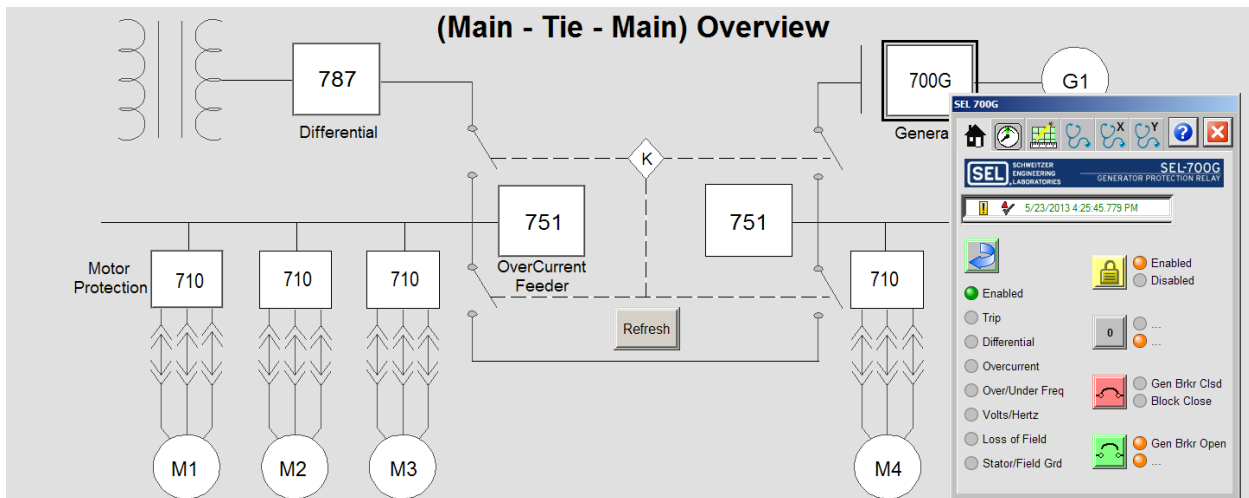 (Main - Tie - Main) Overview
787
Differential
700G
Genera
G1
K
751
OverCurrent
Feeder
751
Motor
Protection
710
710
710
710
Refresh
M1
M2
M3
M4
SEL 700G
X
Y
?
SEL
SCHWEITZER
ENGINEERING
LABORATORIES
SEL-700G
GENERATOR PROTECTION RELAY
5/23/2013 4:25:45.779 PM
Enabled
Trip
Differential
Overcurrent
Over/Under Freq
Volts/Hertz
Loss of Field
Stator/Field Grd
Enabled
Disabled
0
...
...
Gen Brkr Clsd
Block Close
Gen Brkr Open
...